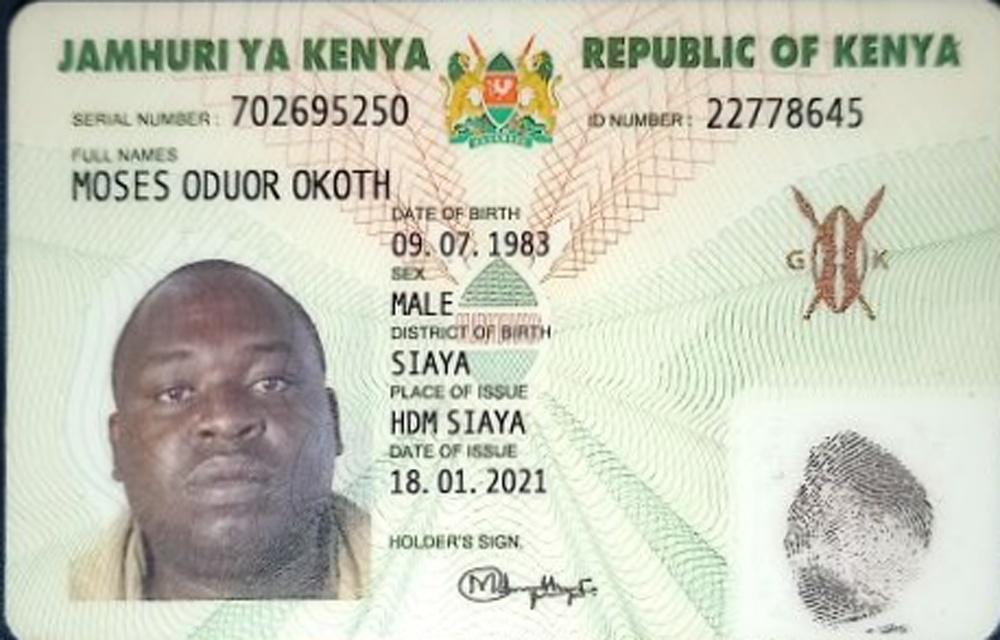 JAMHURI YA KENYA REPUBLIC OF KENYA
SERIAL NUMBER: 702695250 ID NUMBER: 22778645
FULL NAMES
MOSES ODUOR OKOTH
DATE OF BIRTH
09. 07. 1983
SEX
MALE
DISTRICT OF BIRTH
SIAYA
PLACE OF ISSUE
HDM SIAYA
DATE OF ISSUE
18. 01. 2021
HOLDER'S SIGN.
G K